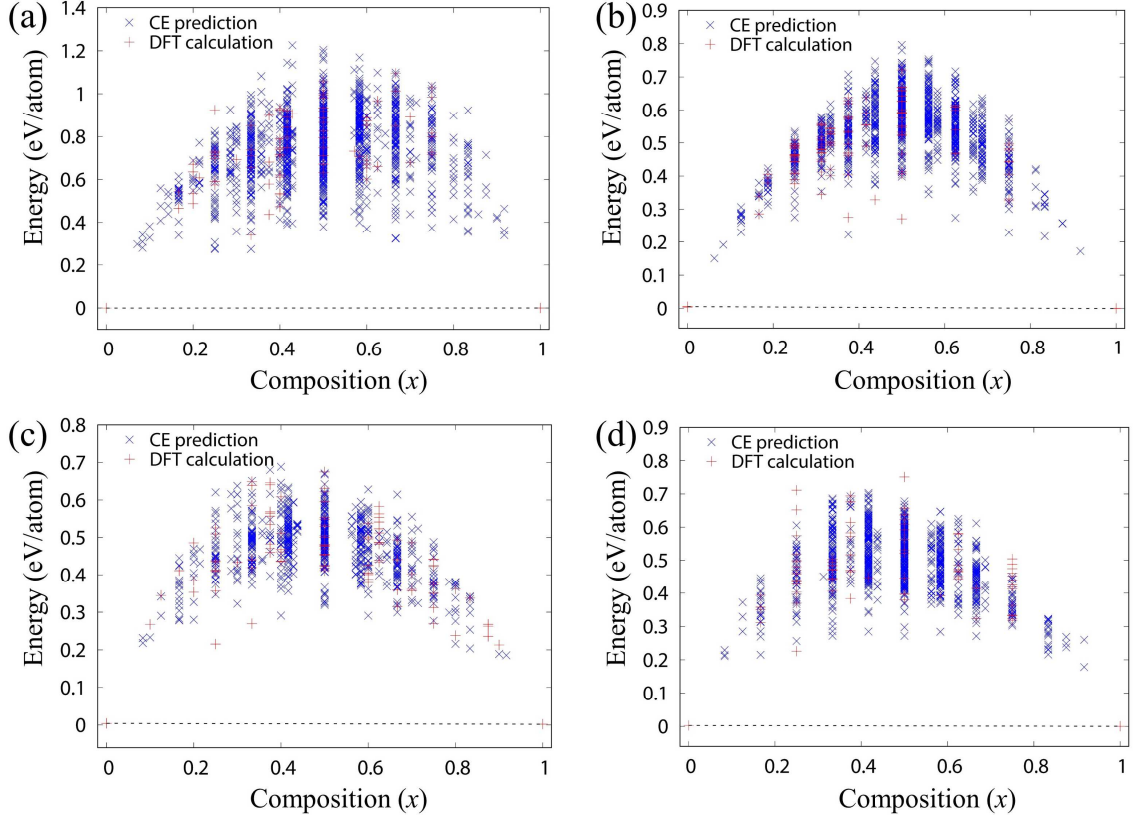 (a)
CE prediction
DFT calculation
Energy (eV/atom)
1.4
1.2
1
0.8
0.6
0.4
0.2
0
0 0.2 0.4 0.6 0.8 1
Composition (x)
(b)
CE prediction
DFT calculation
Energy (eV/atom)
0.9
0.8
0.7
0.6
0.5
0.4
0.3
0.2
0.1
0
0 0.2 0.4 0.6 0.8 1
Composition (x)
(c)
CE prediction
DFT calculation
Energy (eV/atom)
0.8
0.7
0.6
0.5
0.4
0.3
0.2
0.1
0
0 0.2 0.4 0.6 0.8 1
Composition (x)
(d)
CE prediction
DFT calculation
Energy (eV/atom)
0.9
0.8
0.7
0.6
0.5
0.4
0.3
0.2
0.1
0
0 0.2 0.4 0.6 0.8 1
Composition (x)